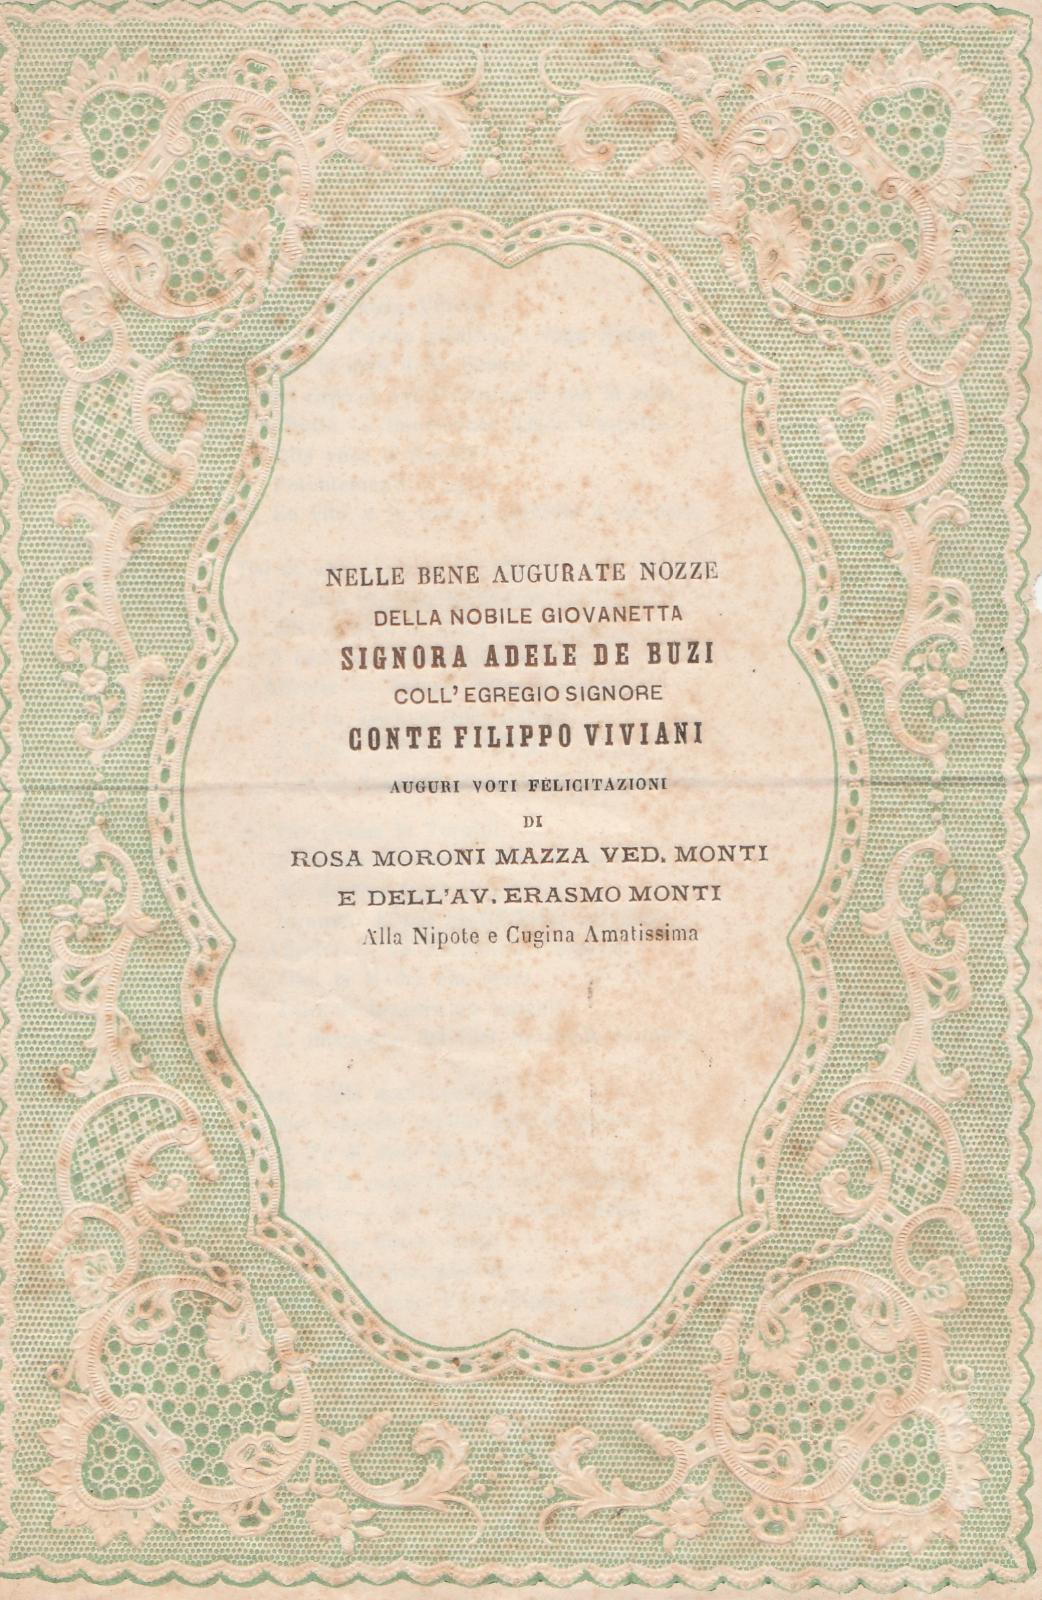 NELLE BENE AUGURATE NOZZE
DELLA NOBILE GIOVANETTA
SIGNORA ADELE DE BUZI
COLL'EGREGIO SIGNORE
CONTE FILIPPO VIVIANI
AUGURI VOTI FELICITAZIONI
DI
ROSA MORONI MAZZA VED. MONTI
E DELL'AV. ERASMO MONTI
Alla Nipote e Cugina Amatissima